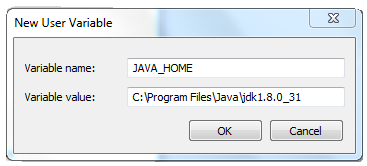 New User Variable
Variable name: JAVA_HOME
Variable value: C:\Program Files\Java\jdk1.8.0_31
OK Cancel